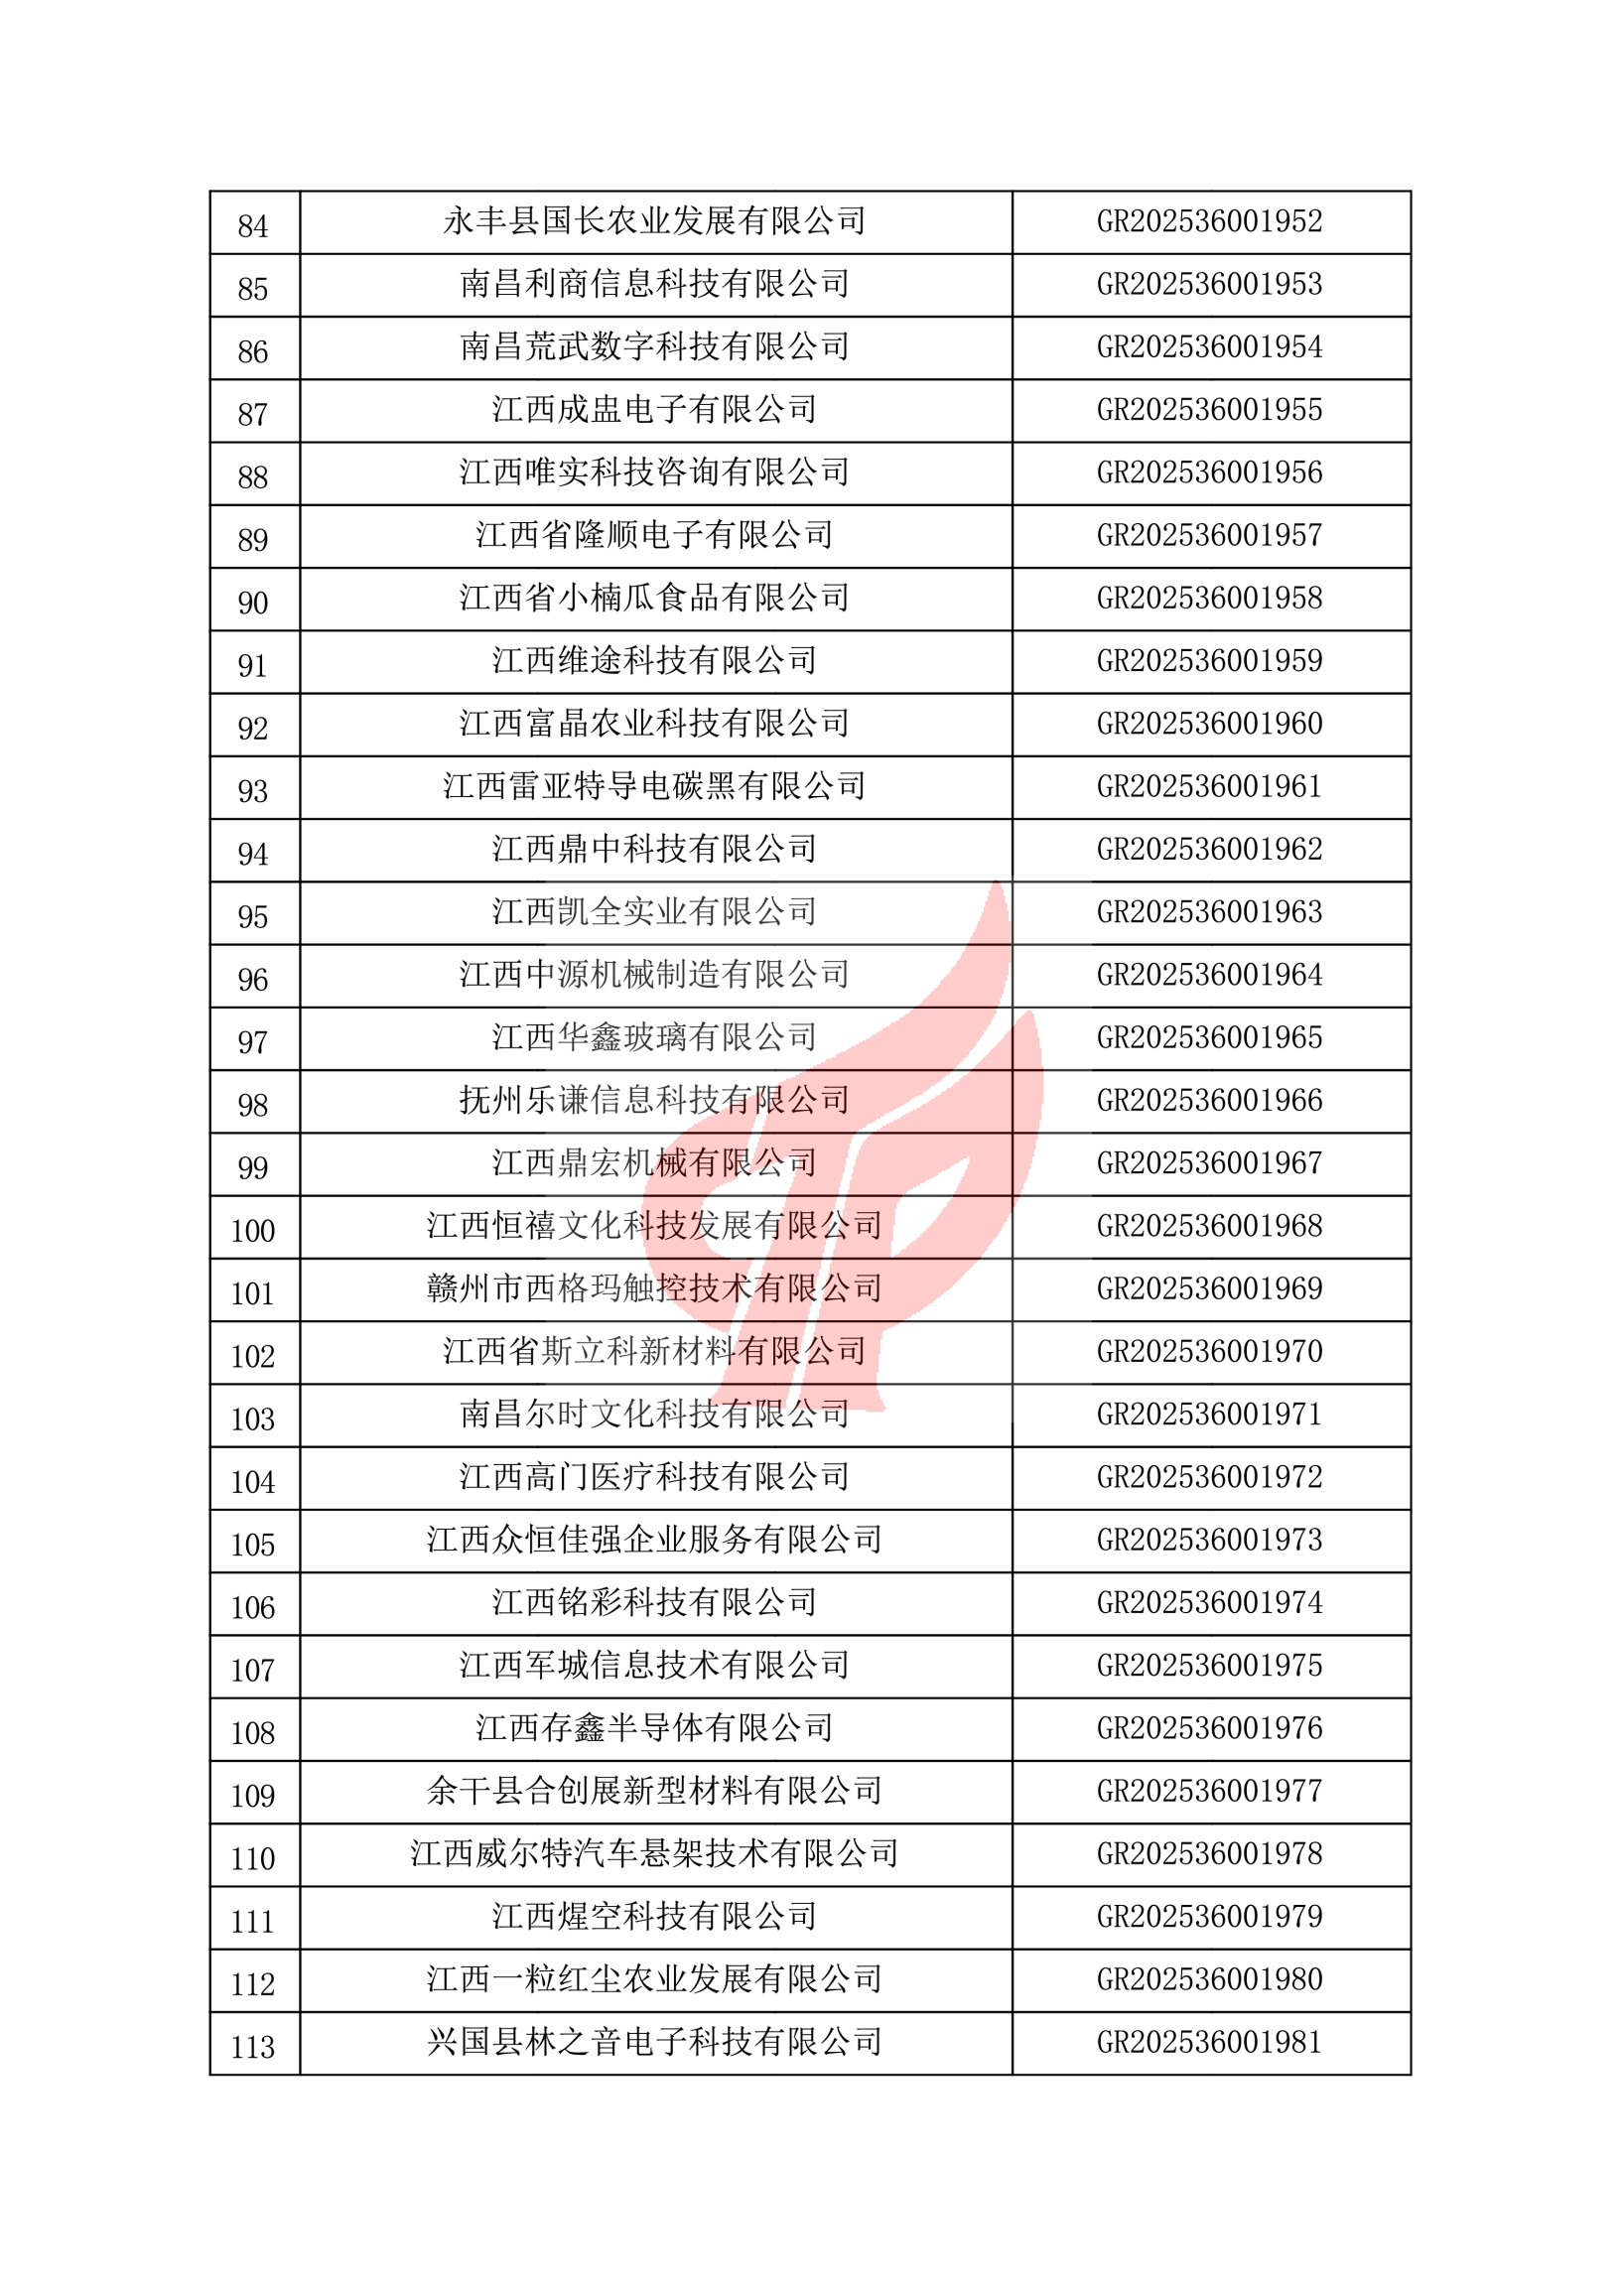 84 永丰县国长农业发展有限公司 GR202536001952
85 南昌利商信息科技有限公司 GR202536001953
86 南昌荒武数字科技有限公司 GR202536001954
87 江西成盅电子有限公司 GR202536001955
88 江西唯实科技咨询有限公司 GR202536001956
89 江西省隆顺电子有限公司 GR202536001957
90 江西省小楠瓜食品有限公司 GR202536001958
91 江西维途科技有限公司 GR202536001959
92 江西富晶农业科技有限公司 GR202536001960
93 江西雷亚特导电碳黑有限公司 GR202536001961
94 江西鼎中科技有限公司 GR202536001962
95 江西凯全实业有限公司 GR202536001963
96 江西中源机械制造有限公司 GR202536001964
97 江西华鑫玻璃有限公司 GR202536001965
98 抚州乐谦信息科技有限公司 GR202536001966
99 江西鼎宏机械有限公司 GR202536001967
100 江西恒禧文化科技发展有限公司 GR202536001968
101 赣州市西格玛触控技术有限公司 GR202536001969
102 江西省斯立科新材料有限公司 GR202536001970
103 南昌尔时文化科技有限公司 GR202536001971
104 江西高门医疗科技有限公司 GR202536001972
105 江西众恒佳强企业服务有限公司 GR202536001973
106 江西铭彩科技有限公司 GR202536001974
107 江西军城信息技术有限公司 GR202536001975
108 江西存鑫半导体有限公司 GR202536001976
109 余干县合创展新型材料有限公司 GR202536001977
110 江西威尔特汽车悬架技术有限公司 GR202536001978
111 江西煋空科技有限公司 GR202536001979
112 江西一粒红尘农业发展有限公司 GR202536001980
113 兴国县林之音电子科技有限公司 GR202536001981